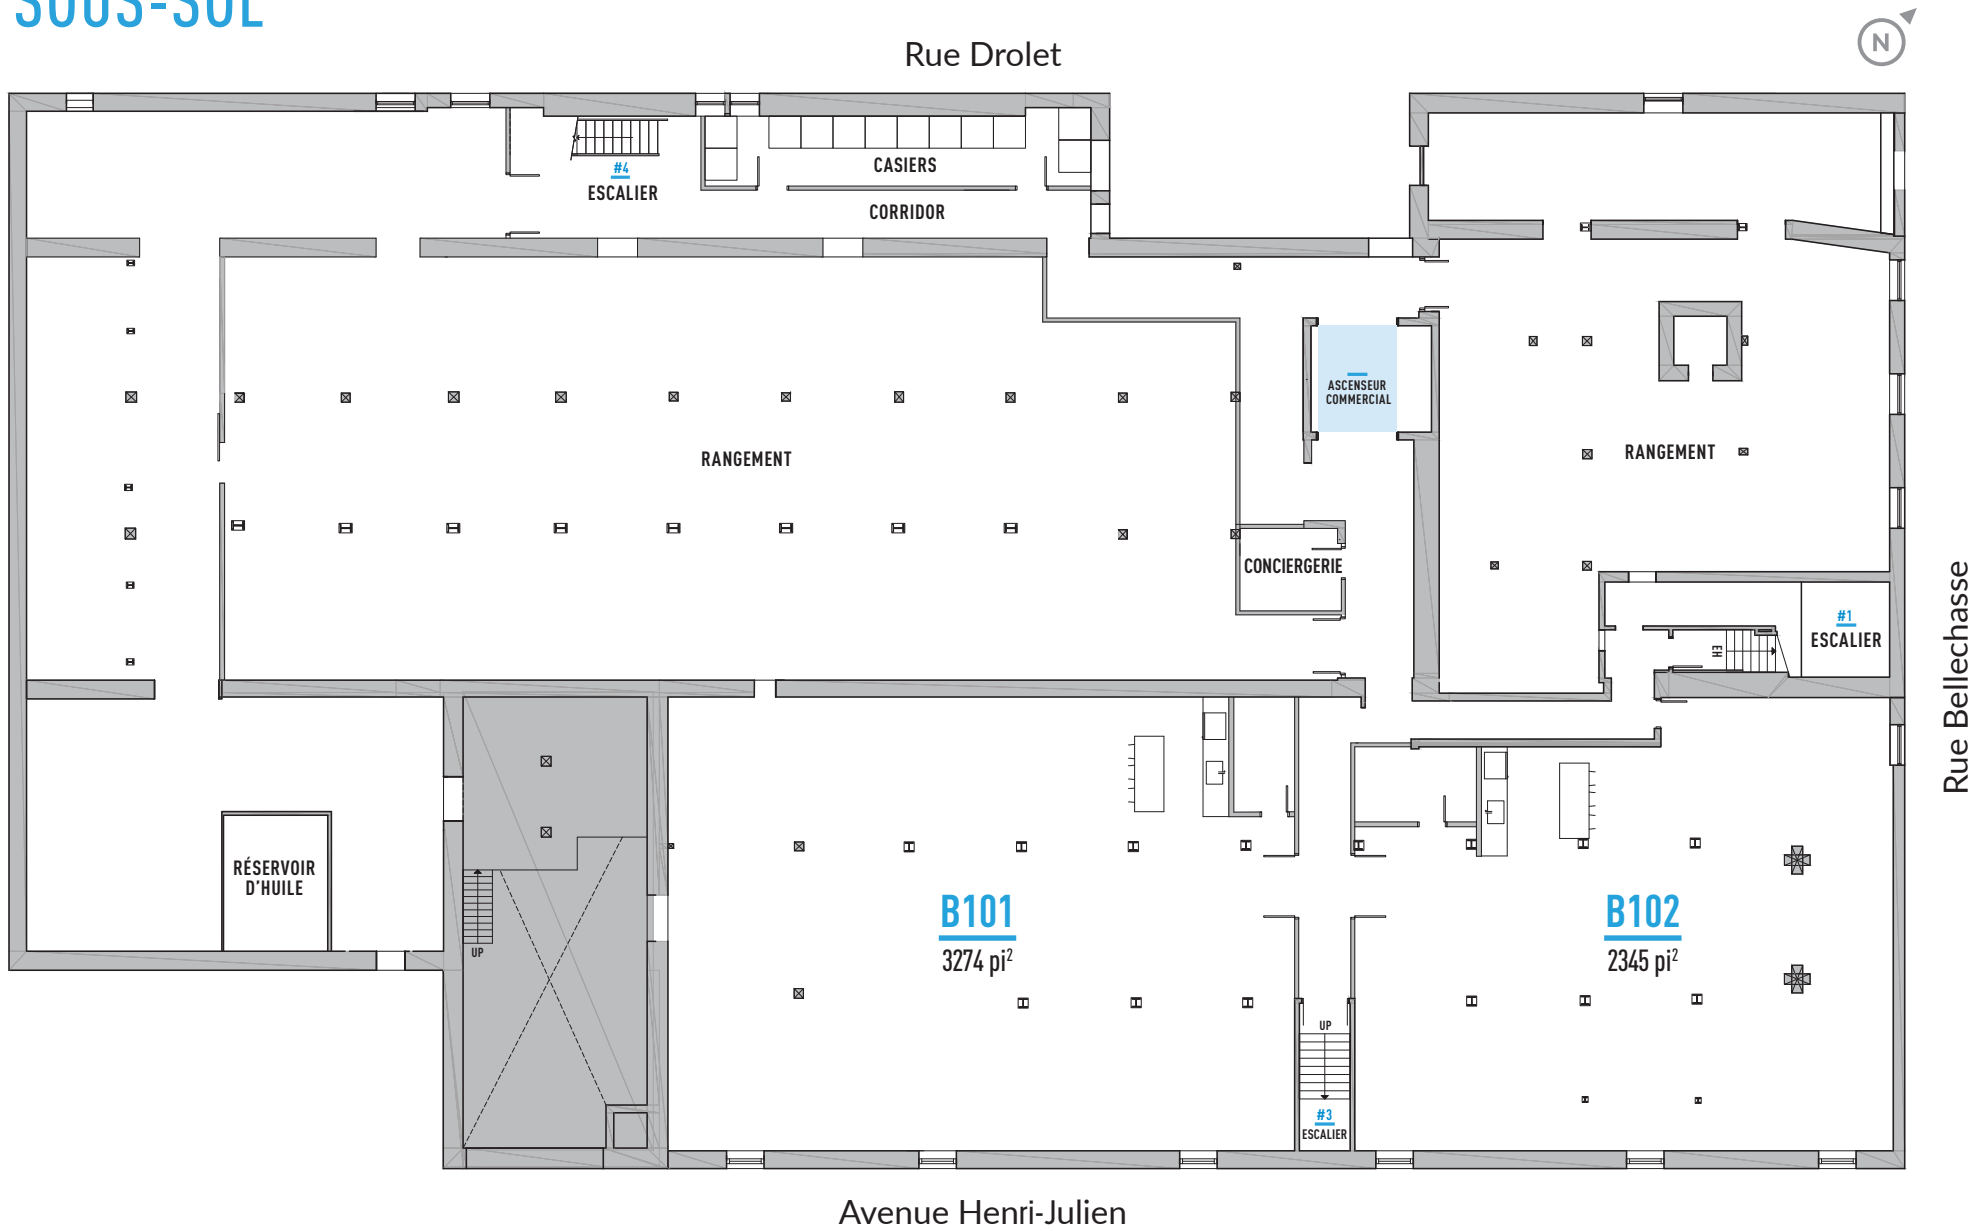 SOUS-SOL
Rue Drolet
N
#4
ESCALIER
CASIERS
CORRIDOR
ASCENSEUR
COMMERCIAL
RANGEMENT
RANGEMENT
CONCIERGERIE
EH
#1
ESCALIER
Rue Bellechasse
RÉSERVOIR
D'HUILE
UP
B101
3274 pi²
B102
2345 pi²
UP
#3
ESCALIER
Avenue Henri-Julien